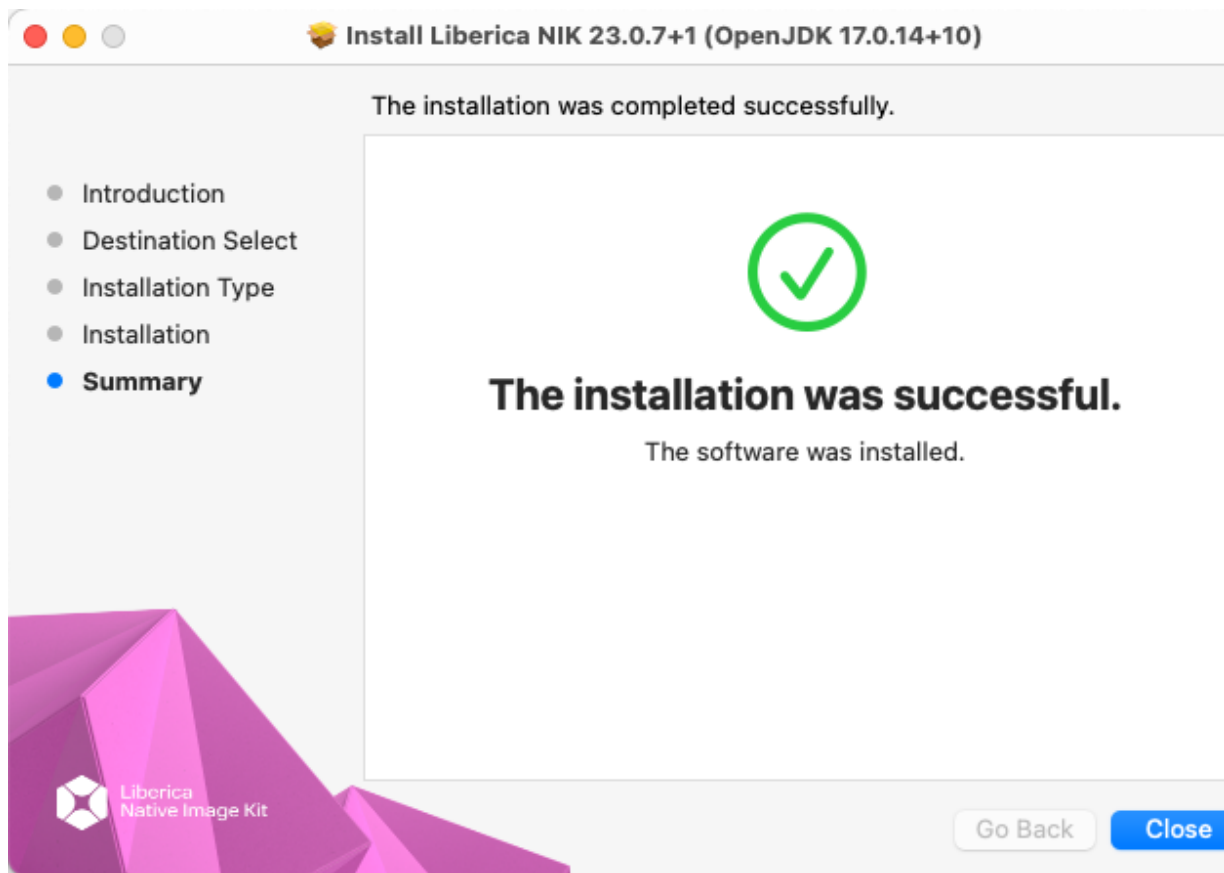 Install Liberica NIK 23.0.7+1 (OpenJDK 17.0.14+10)
The installation was completed successfully.
Introduction
Destination Select
Installation Type
Installation
Summary
The installation was successful.
The software was installed.
Liberica
Native Image Kit
Go Back
Close